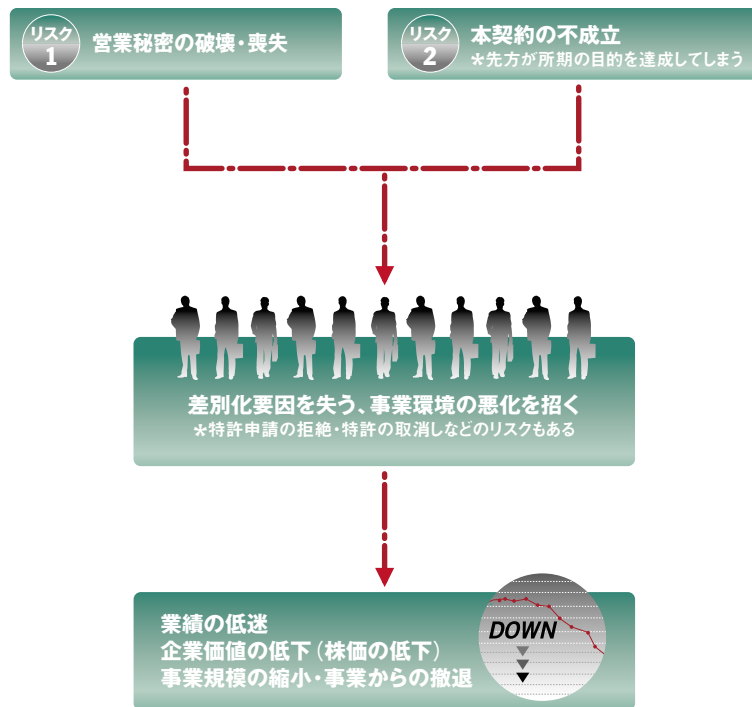 リスク
1
営業秘密の破壊・喪失
リスク
2
本契約の不成立
*先方が所期の目的を達成してしまう
差別化要因を失う、事業環境の悪化を招く
*特許申請の拒絶・特許の取消しなどのリスクもある
業績の低迷
企業価値の低下(株価の低下)
事業規模の縮小・事業からの撤退
DOWN